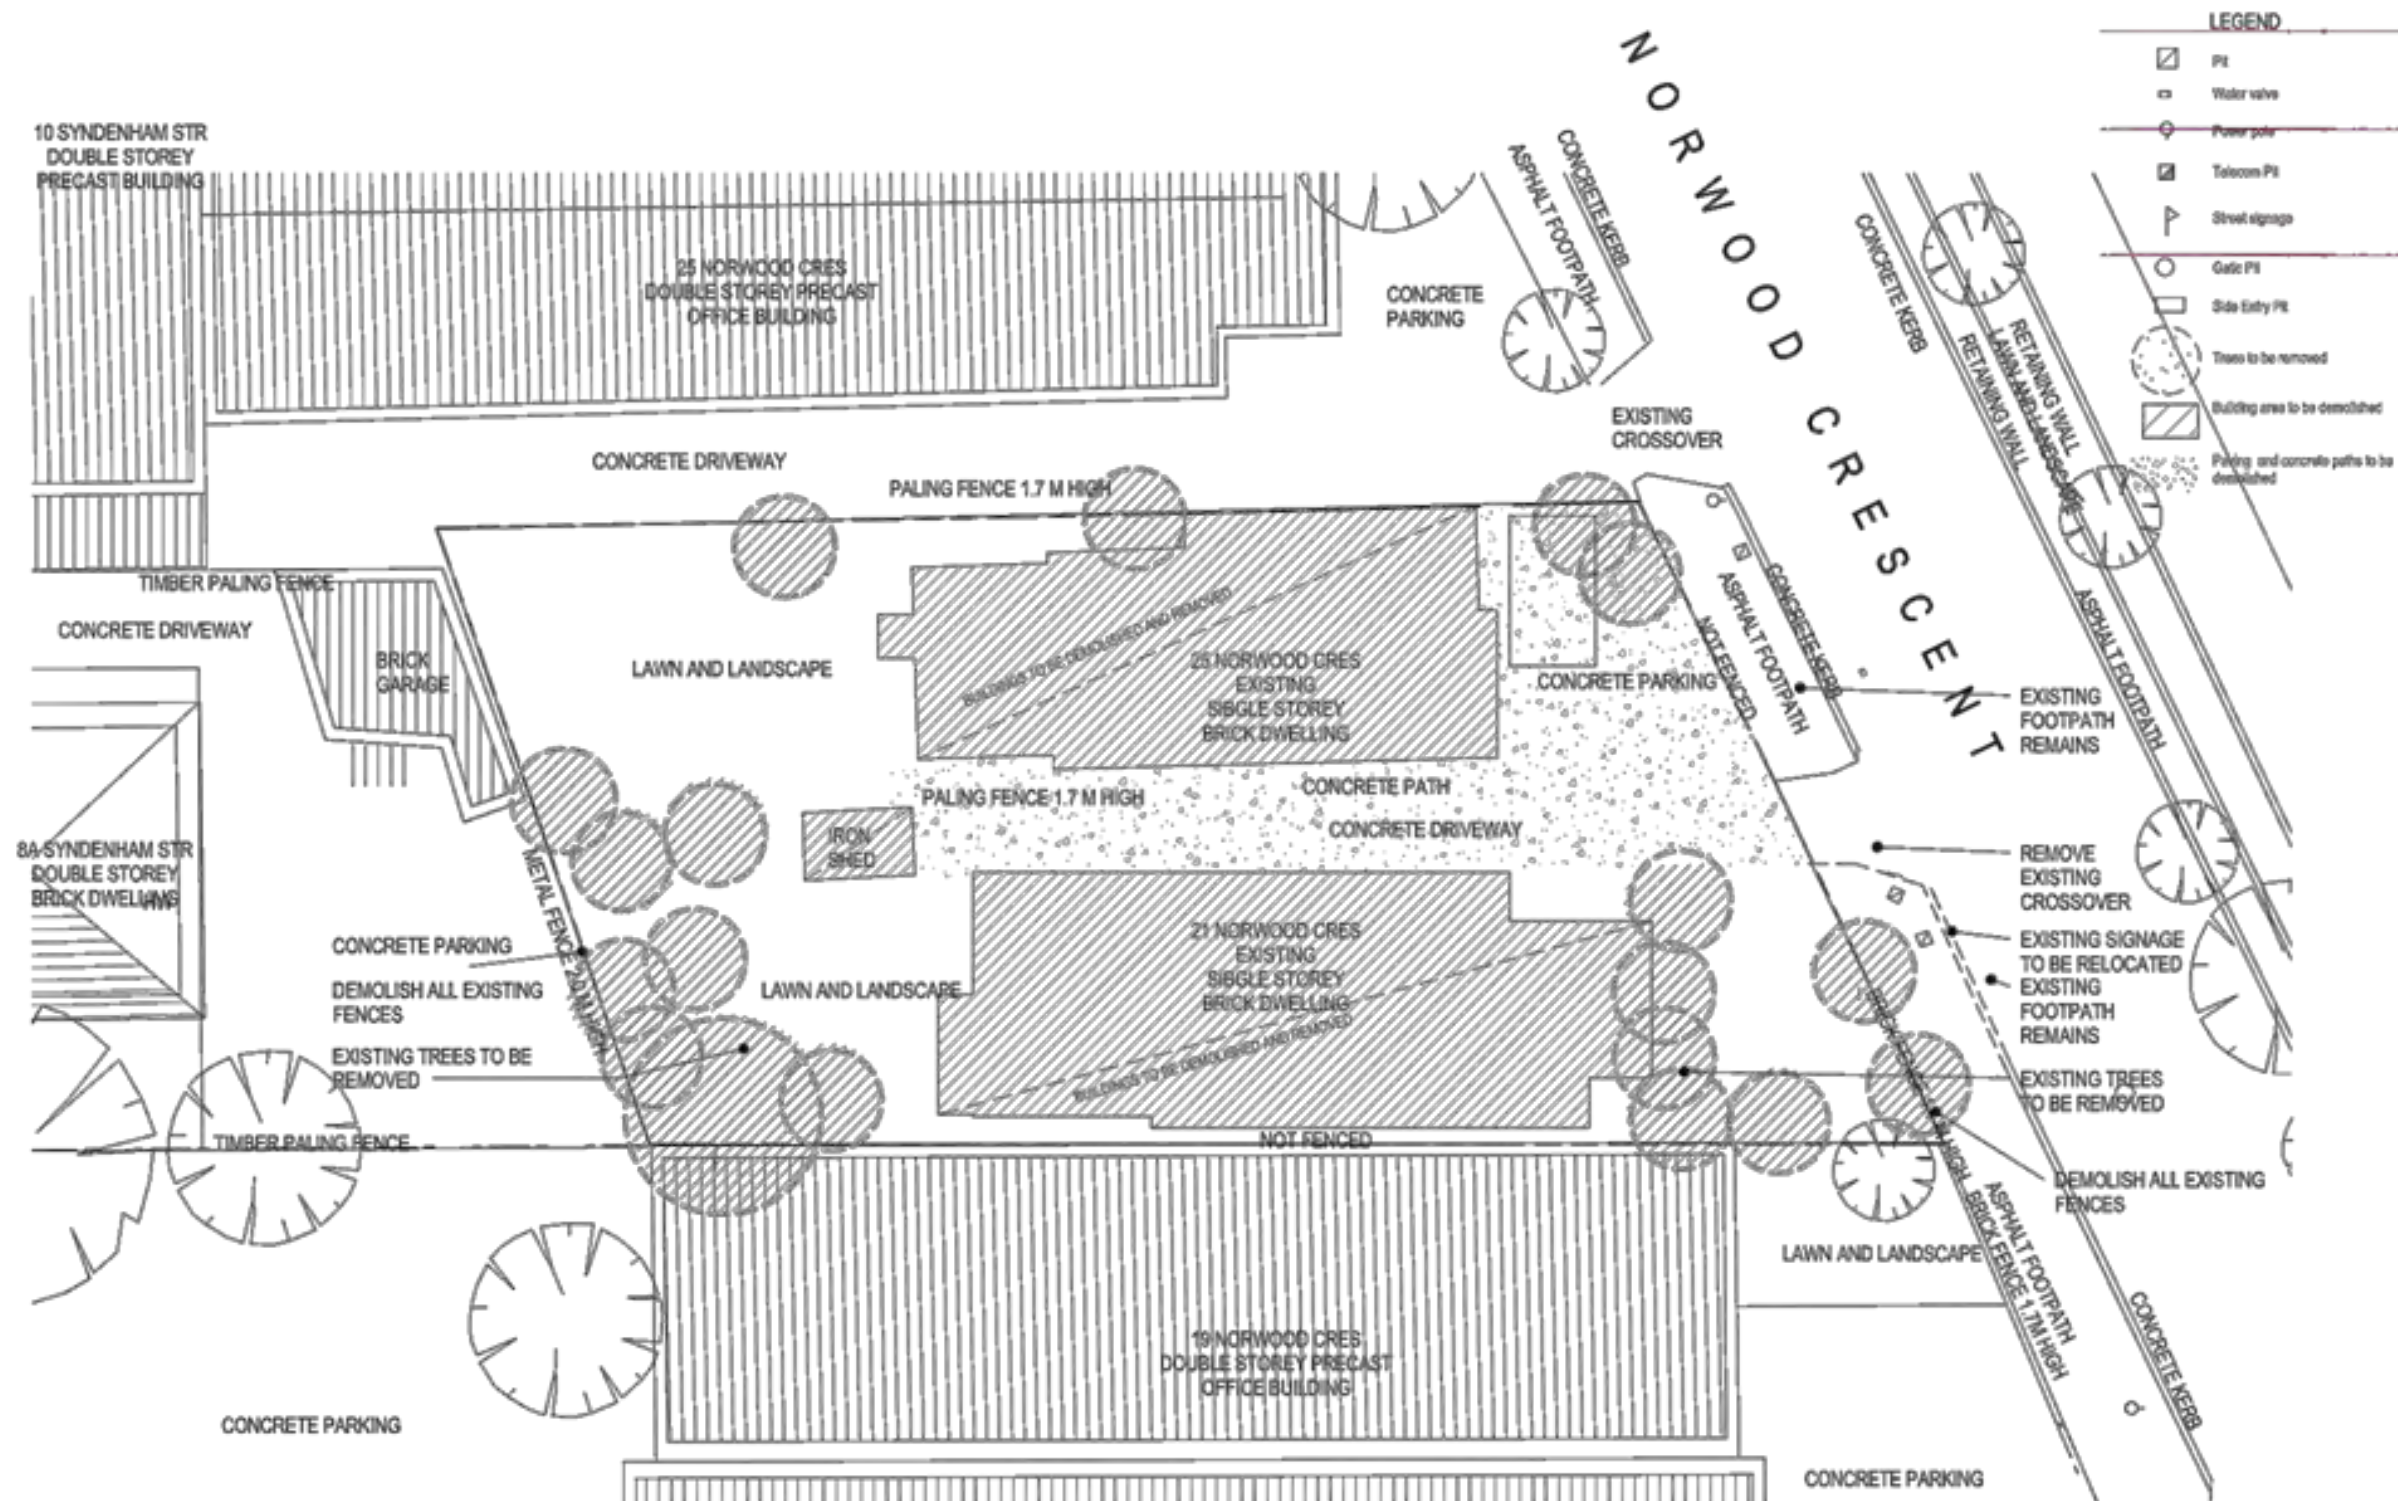 LEGEND
Pit
Water valve
Power pole
Telecom Pit
Street signage
Gatic Pit
Side Entry Pit
Trees to be removed
Building area to be demolished
Paving and concrete paths to be
demolished
NORWOOD CRESCENT
10 SYNDENHAM STR
DOUBLE STOREY
PRECAST BUILDING
25 NORWOOD CRES
DOUBLE STOREY PRECAST
OFFICE BUILDING
CONCRETE
PARKING
ASPHALT FOOTPATH
CONCRETE KERB
CONCRETE KERB
RETAINING WALL
LAWN AND LANDSCAPE
RETAINING WALL
EXISTING
CROSSOVER
CONCRETE DRIVEWAY
PALING FENCE 1.7 M HIGH
TIMBER PALING FENCE
CONCRETE DRIVEWAY
BRICK
GARAGE
LAWN AND LANDSCAPE
BUILDINGS TO BE DEMOLISHED AND REMOVED
25 NORWOOD CRES
EXISTING
SIBGLE STOREY
BRICK DWELLING
CONCRETE PARKING
NOT FENCED
ASPHALT FOOTPATH
CONCRETE KERB
ASPHALT FOOTPATH
EXISTING
FOOTPATH
REMAINS
CONCRETE PATH
PALING FENCE 1.7 M HIGH
CONCRETE DRIVEWAY
IRON
SHED
8A SYNDENHAM STR
DOUBLE STOREY
BRICK DWELLING
METAL FENCE 2.0 M HIGH
REMOVE
EXISTING
CROSSOVER
CONCRETE PARKING
DEMOLISH ALL EXISTING
FENCES
EXISTING TREES TO BE
REMOVED
LAWN AND LANDSCAPE
21 NORWOOD CRES
EXISTING
SIBGLE STOREY
BRICK DWELLING
BUILDINGS TO BE DEMOLISHED AND REMOVED
EXISTING SIGNAGE
TO BE RELOCATED
EXISTING
FOOTPATH
REMAINS
EXISTING TREES
TO BE REMOVED
BRICK FENCE HIGH
TIMBER PALING FENCE
NOT FENCED
DEMOLISH ALL EXISTING
FENCES
LAWN AND LANDSCAPE
ASPHALT FOOTPATH
BRICK FENCE 1.7M HIGH
CONCRETE KERB
19 NORWOOD CRES
DOUBLE STOREY PRECAST
OFFICE BUILDING
CONCRETE PARKING
CONCRETE PARKING